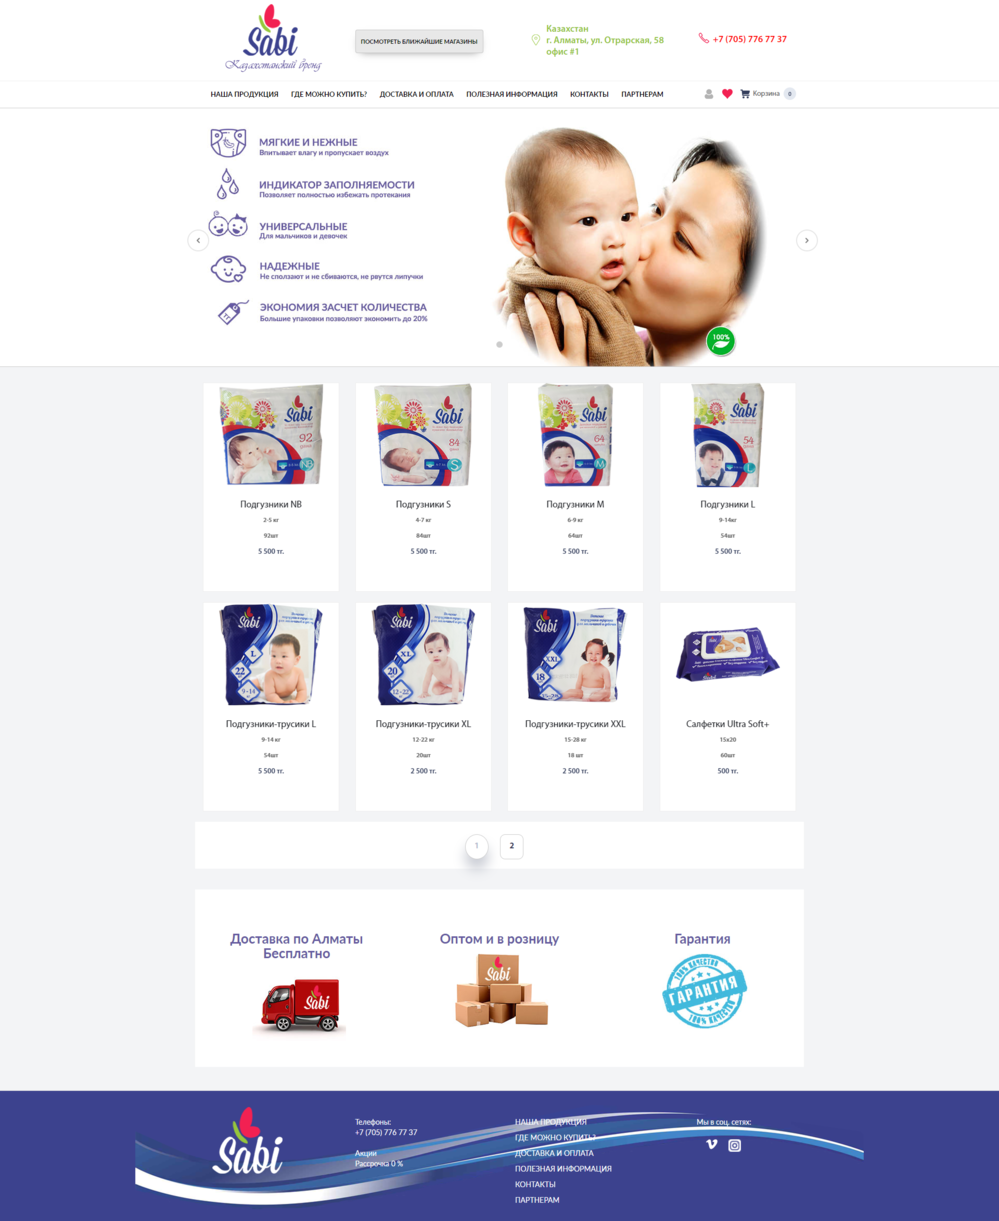 Sabi
Казахстанский бренд
ПОСМОТРЕТЬ БЛИЖАЙШИЕ МАГАЗИНЫ
Казахстан
г. Алматы, ул. Отрарская, 58
офис #1
+7 (705) 776 77 37
НАША ПРОДУКЦИЯ ГДЕ МОЖНО КУПИТЬ? ДОСТАВКА И ОПЛАТА ПОЛЕЗНАЯ ИНФОРМАЦИЯ КОНТАКТЫ ПАРТНЕРАМ Корзина 0
МЯГКИЕ И НЕЖНЫЕ
Впитывает влагу и пропускает воздух
ИНДИКАТОР ЗАПОЛНЯЕМОСТИ
Позволяет полностью избежать протекания
УНИВЕРСАЛЬНЫЕ
Для мальчиков и девочек
НАДЕЖНЫЕ
Не сползают и не сбиваются, не рвутся липучки
ЭКОНОМИЯ ЗАСЧЕТ КОЛИЧЕСТВА
Большие упаковки позволяют экономить до 20%
100%
Sabi
92
NB
Подгузники NB
2-5 кг
92шт
5 500 тг.
Sabi
84
S
Подгузники S
4-7 кг
84шт
5 500 тг.
Sabi
64
M
Подгузники M
6-9 кг
64шт
5 500 тг.
Sabi
54
L
Подгузники L
9-14кг
54шт
5 500 тг.
Sabi
L
22
9-14
Подгузники-трусики L
9-14 кг
54шт
5 500 тг.
Sabi
XL
20
12-22
Подгузники-трусики XL
12-22 кг
20шт
2 500 тг.
Sabi
XXL
18
15-28
Подгузники-трусики XXL
15-28 кг
18 шт
2 500 тг.
Салфетки Ultra Soft+
15x20
60шт
500 тг.
1 2
Доставка по Алматы
Бесплатно
Sabi
Оптом и в розницу
Sabi
Гарантия
100% КАЧЕСТВО
ГАРАНТИЯ
100% КАЧЕСТВО
Sabi
Телефоны:
+7 (705) 776 77 37
Акции
Рассрочка 0 %
НАША ПРОДУКЦИЯ
ГДЕ МОЖНО КУПИТЬ?
ДОСТАВКА И ОПЛАТА
ПОЛЕЗНАЯ ИНФОРМАЦИЯ
КОНТАКТЫ
ПАРТНЕРАМ
Мы в соц. сетях: